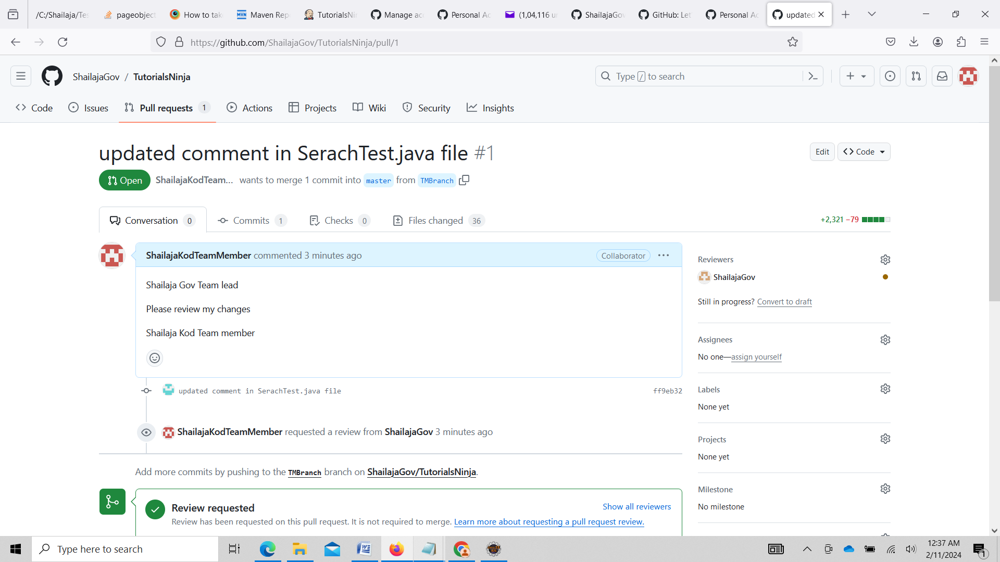 /C:/Shailaja/Tes
pageobject
How to tak
Maven Rep
TutorialsNin
Manage ac
Personal Ac
(1,04,116 un
ShailajaGov
GitHub: Let
Personal Ac
updated
https://github.com/ShailajaGov/TutorialsNinja/pull/1
ShailajaGov / TutorialsNinja
Type / to search
Code
Issues
Pull requests 1
Actions
Projects
Wiki
Security
Insights
updated comment in SerachTest.java file #1
Edit
Code
Open
ShailajaKodTeam... wants to merge 1 commit into master from TMBranch
Conversation 0
Commits 1
Checks 0
Files changed 36
+2,321 −79
ShailajaKodTeamMember commented 3 minutes ago
Collaborator
Shailaja Gov Team lead
Please review my changes
Shailaja Kod Team member
updated comment in SerachTest.java file
ff9eb32
ShailajaKodTeamMember requested a review from ShailajaGov 3 minutes ago
Add more commits by pushing to the TMBranch branch on ShailajaGov/TutorialsNinja.
Review requested
Show all reviewers
Review has been requested on this pull request. It is not required to merge. Learn more about requesting a pull request review.
Reviewers
ShailajaGov
Still in progress? Convert to draft
Assignees
No one—assign yourself
Labels
None yet
Projects
None yet
Milestone
No milestone
Type here to search
12:37 AM
2/11/2024
1